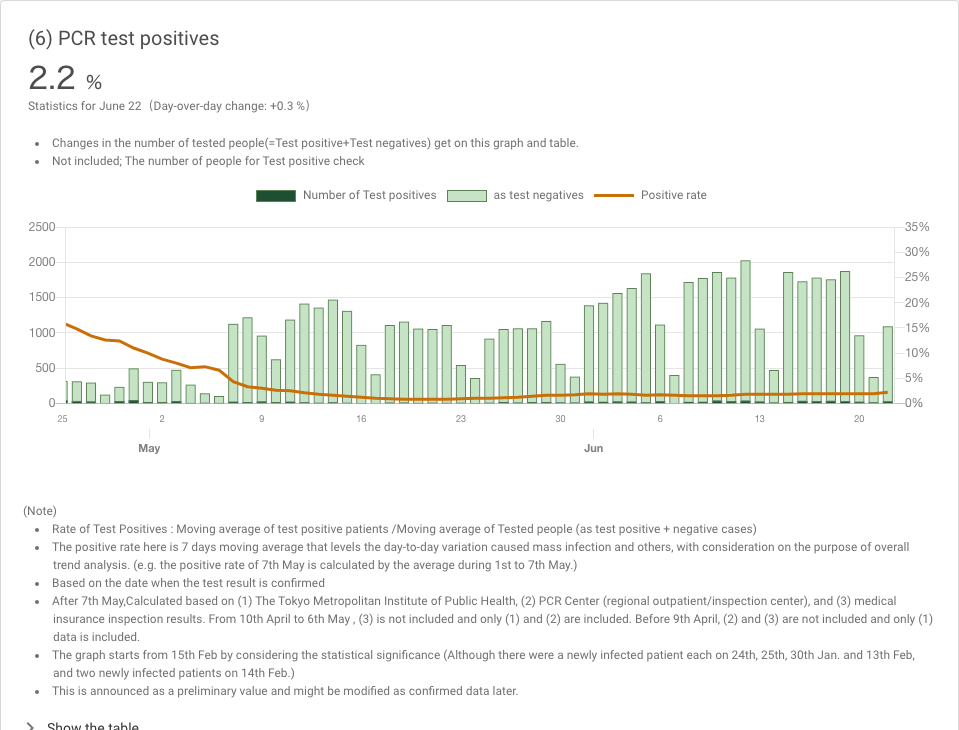 (6) PCR test positives
2.2 %
Statistics for June 22（Day-over-day change: +0.3 %）
• Changes in the number of tested people(=Test positive+Test negatives) get on this graph and table.
• Not included; The number of people for Test positive check
Number of Test positives as test negatives Positive rate
2500 35%
30%
2000
25%
1500 20%
15%
1000
10%
500
5%
0 0%
25 2 9 16 23 30 6 13 20
May Jun
(Note)
• Rate of Test Positives : Moving average of test positive patients /Moving average of Tested people (as test positive + negative cases)
• The positive rate here is 7 days moving average that levels the day-to-day variation caused mass infection and others, with consideration on the purpose of overall
trend analysis. (e.g. the positive rate of 7th May is calculated by the average during 1st to 7th May.)
• Based on the date when the test result is confirmed
• After 7th May,Calculated based on (1) The Tokyo Metropolitan Institute of Public Health, (2) PCR Center (regional outpatient/inspection center), and (3) medical
insurance inspection results. From 10th April to 6th May , (3) is not included and only (1) and (2) are included. Before 9th April, (2) and (3) are not included and only (1)
data is included.
• The graph starts from 15th Feb by considering the statistical significance (Although there were a newly infected patient each on 24th, 25th, 30th Jan. and 13th Feb,
and two newly infected patients on 14th Feb.)
• This is announced as a preliminary value and might be modified as confirmed data later.
Show the table